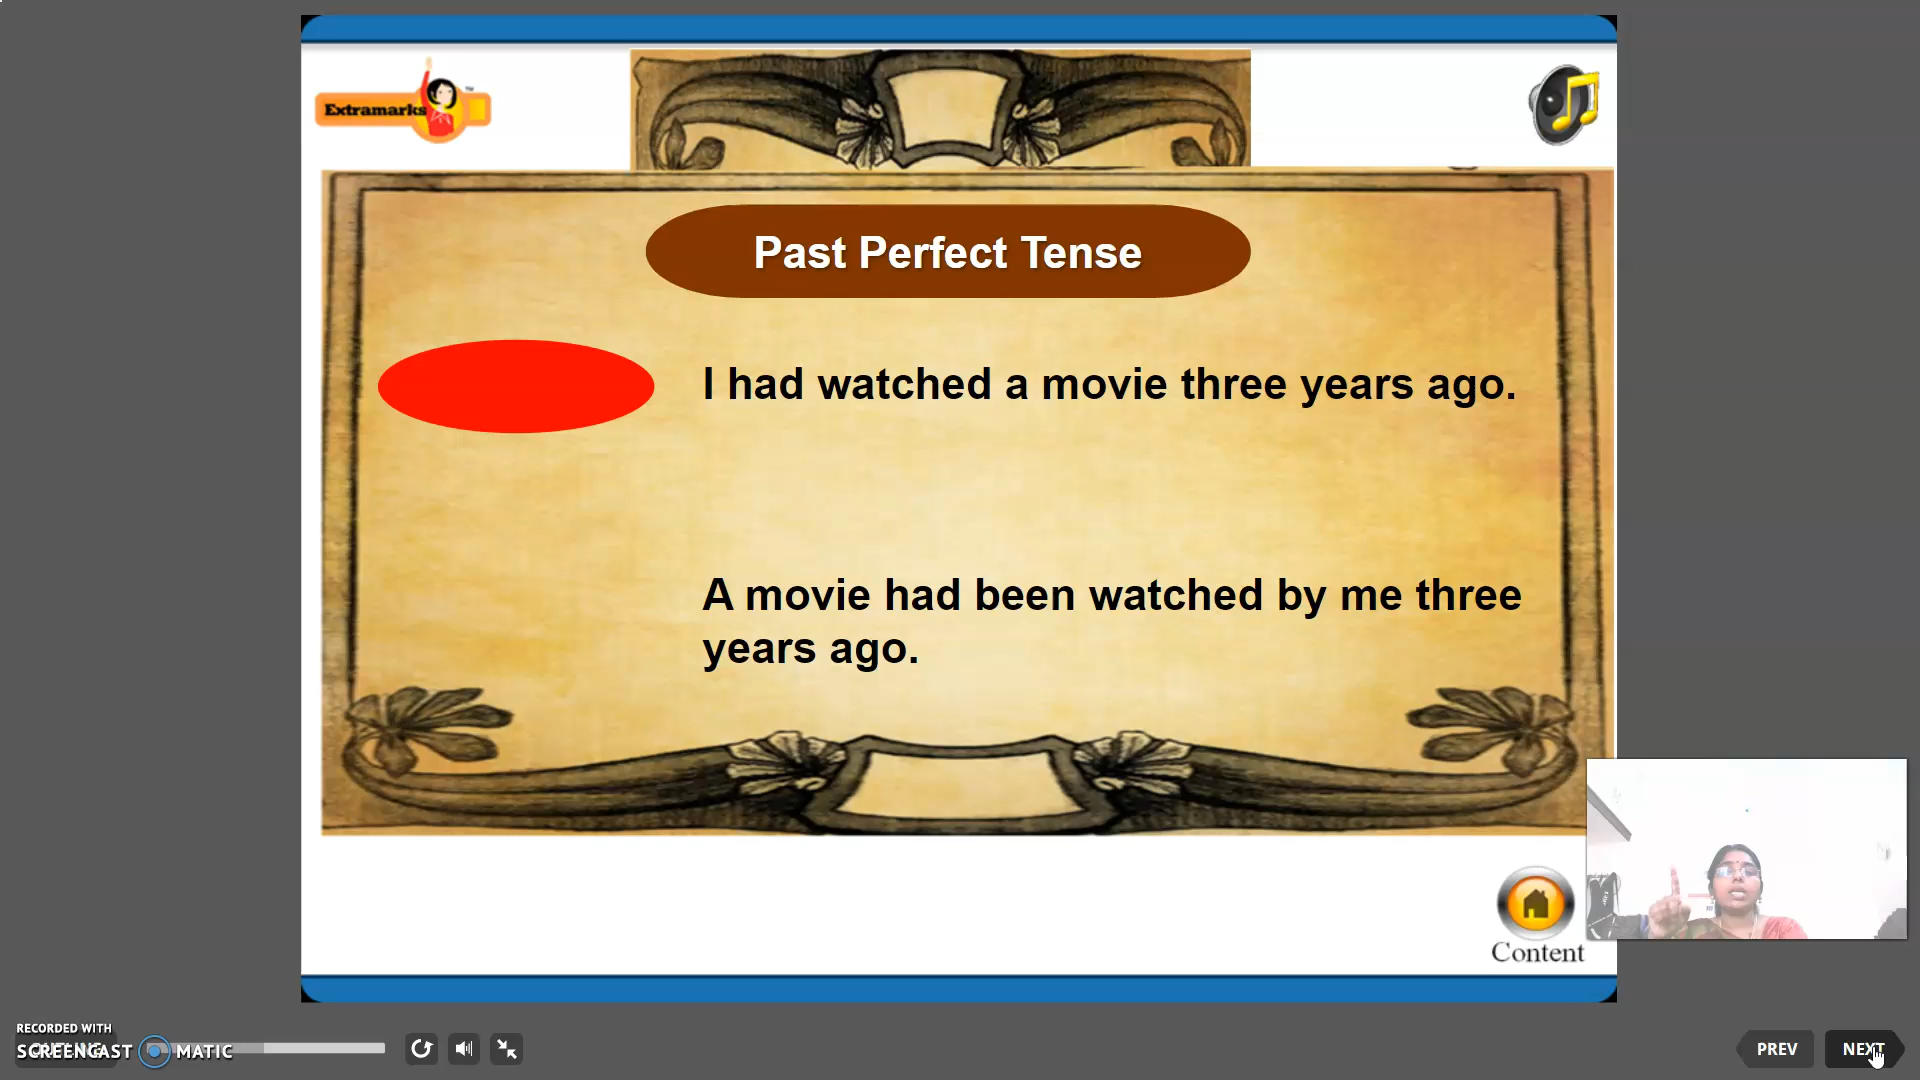 Extramarks
TM
Past Perfect Tense
I had watched a movie three years ago.
A movie had been watched by me three
years ago.
Content
RECORDED WITH
SCREENCAST MATIC
PREV
NEXT